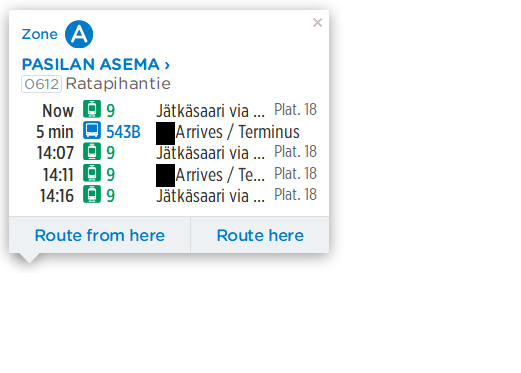 Zone A
PASILAN ASEMA ›
0612 Ratapihantie
Now 9 Jätkäsaari via ... Plat. 18
5 min 543B Arrives / Terminus
14:07 9 Jätkäsaari via ... Plat. 18
14:11 9 Arrives / Te... Plat. 18
14:16 9 Jätkäsaari via ... Plat. 18
Route from here Route here